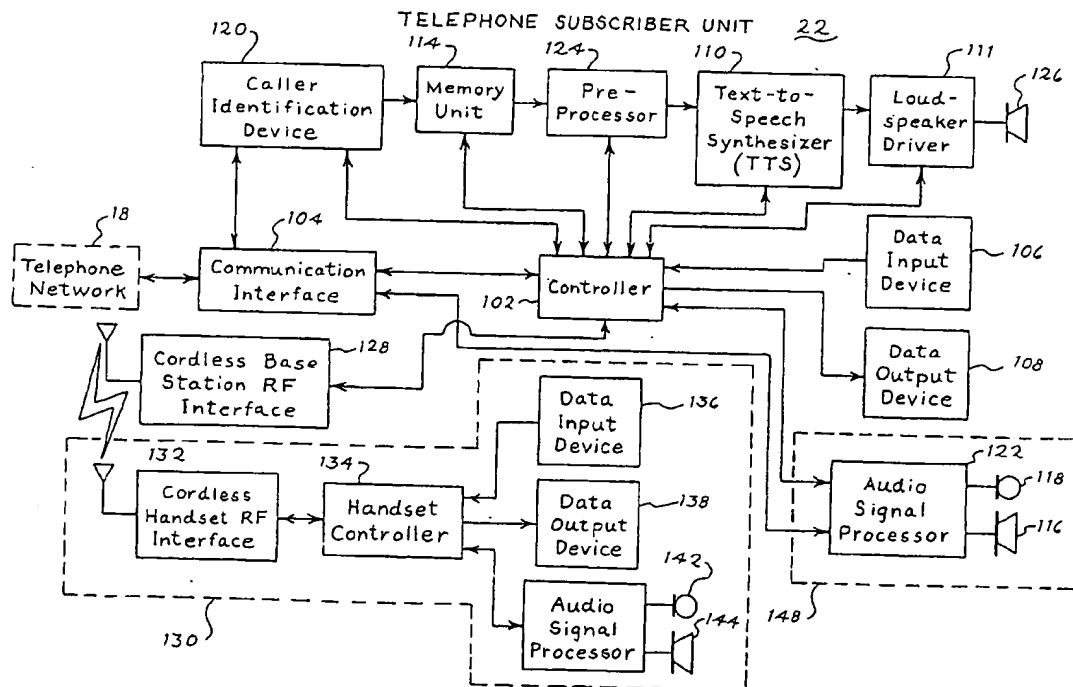 TELEPHONE SUBSCRIBER UNIT 22
120
114
124
110
111
126
Caller
Identification
Device
Memory
Unit
Pre-
Processor
Text-to-
Speech
Synthesizer
(TTS)
Loud-
speaker
Driver
18
104
Telephone
Network
Communication
Interface
102
Controller
Data
Input
Device
106
128
Cordless Base
Station RF
Interface
Data
Output
Device
108
136
Data
Input
Device
132
134
Cordless
Handset RF
Interface
Handset
Controller
138
Data
Output
Device
122
Audio
Signal
Processor
118
116
142
144
Audio
Signal
Processor
130
148